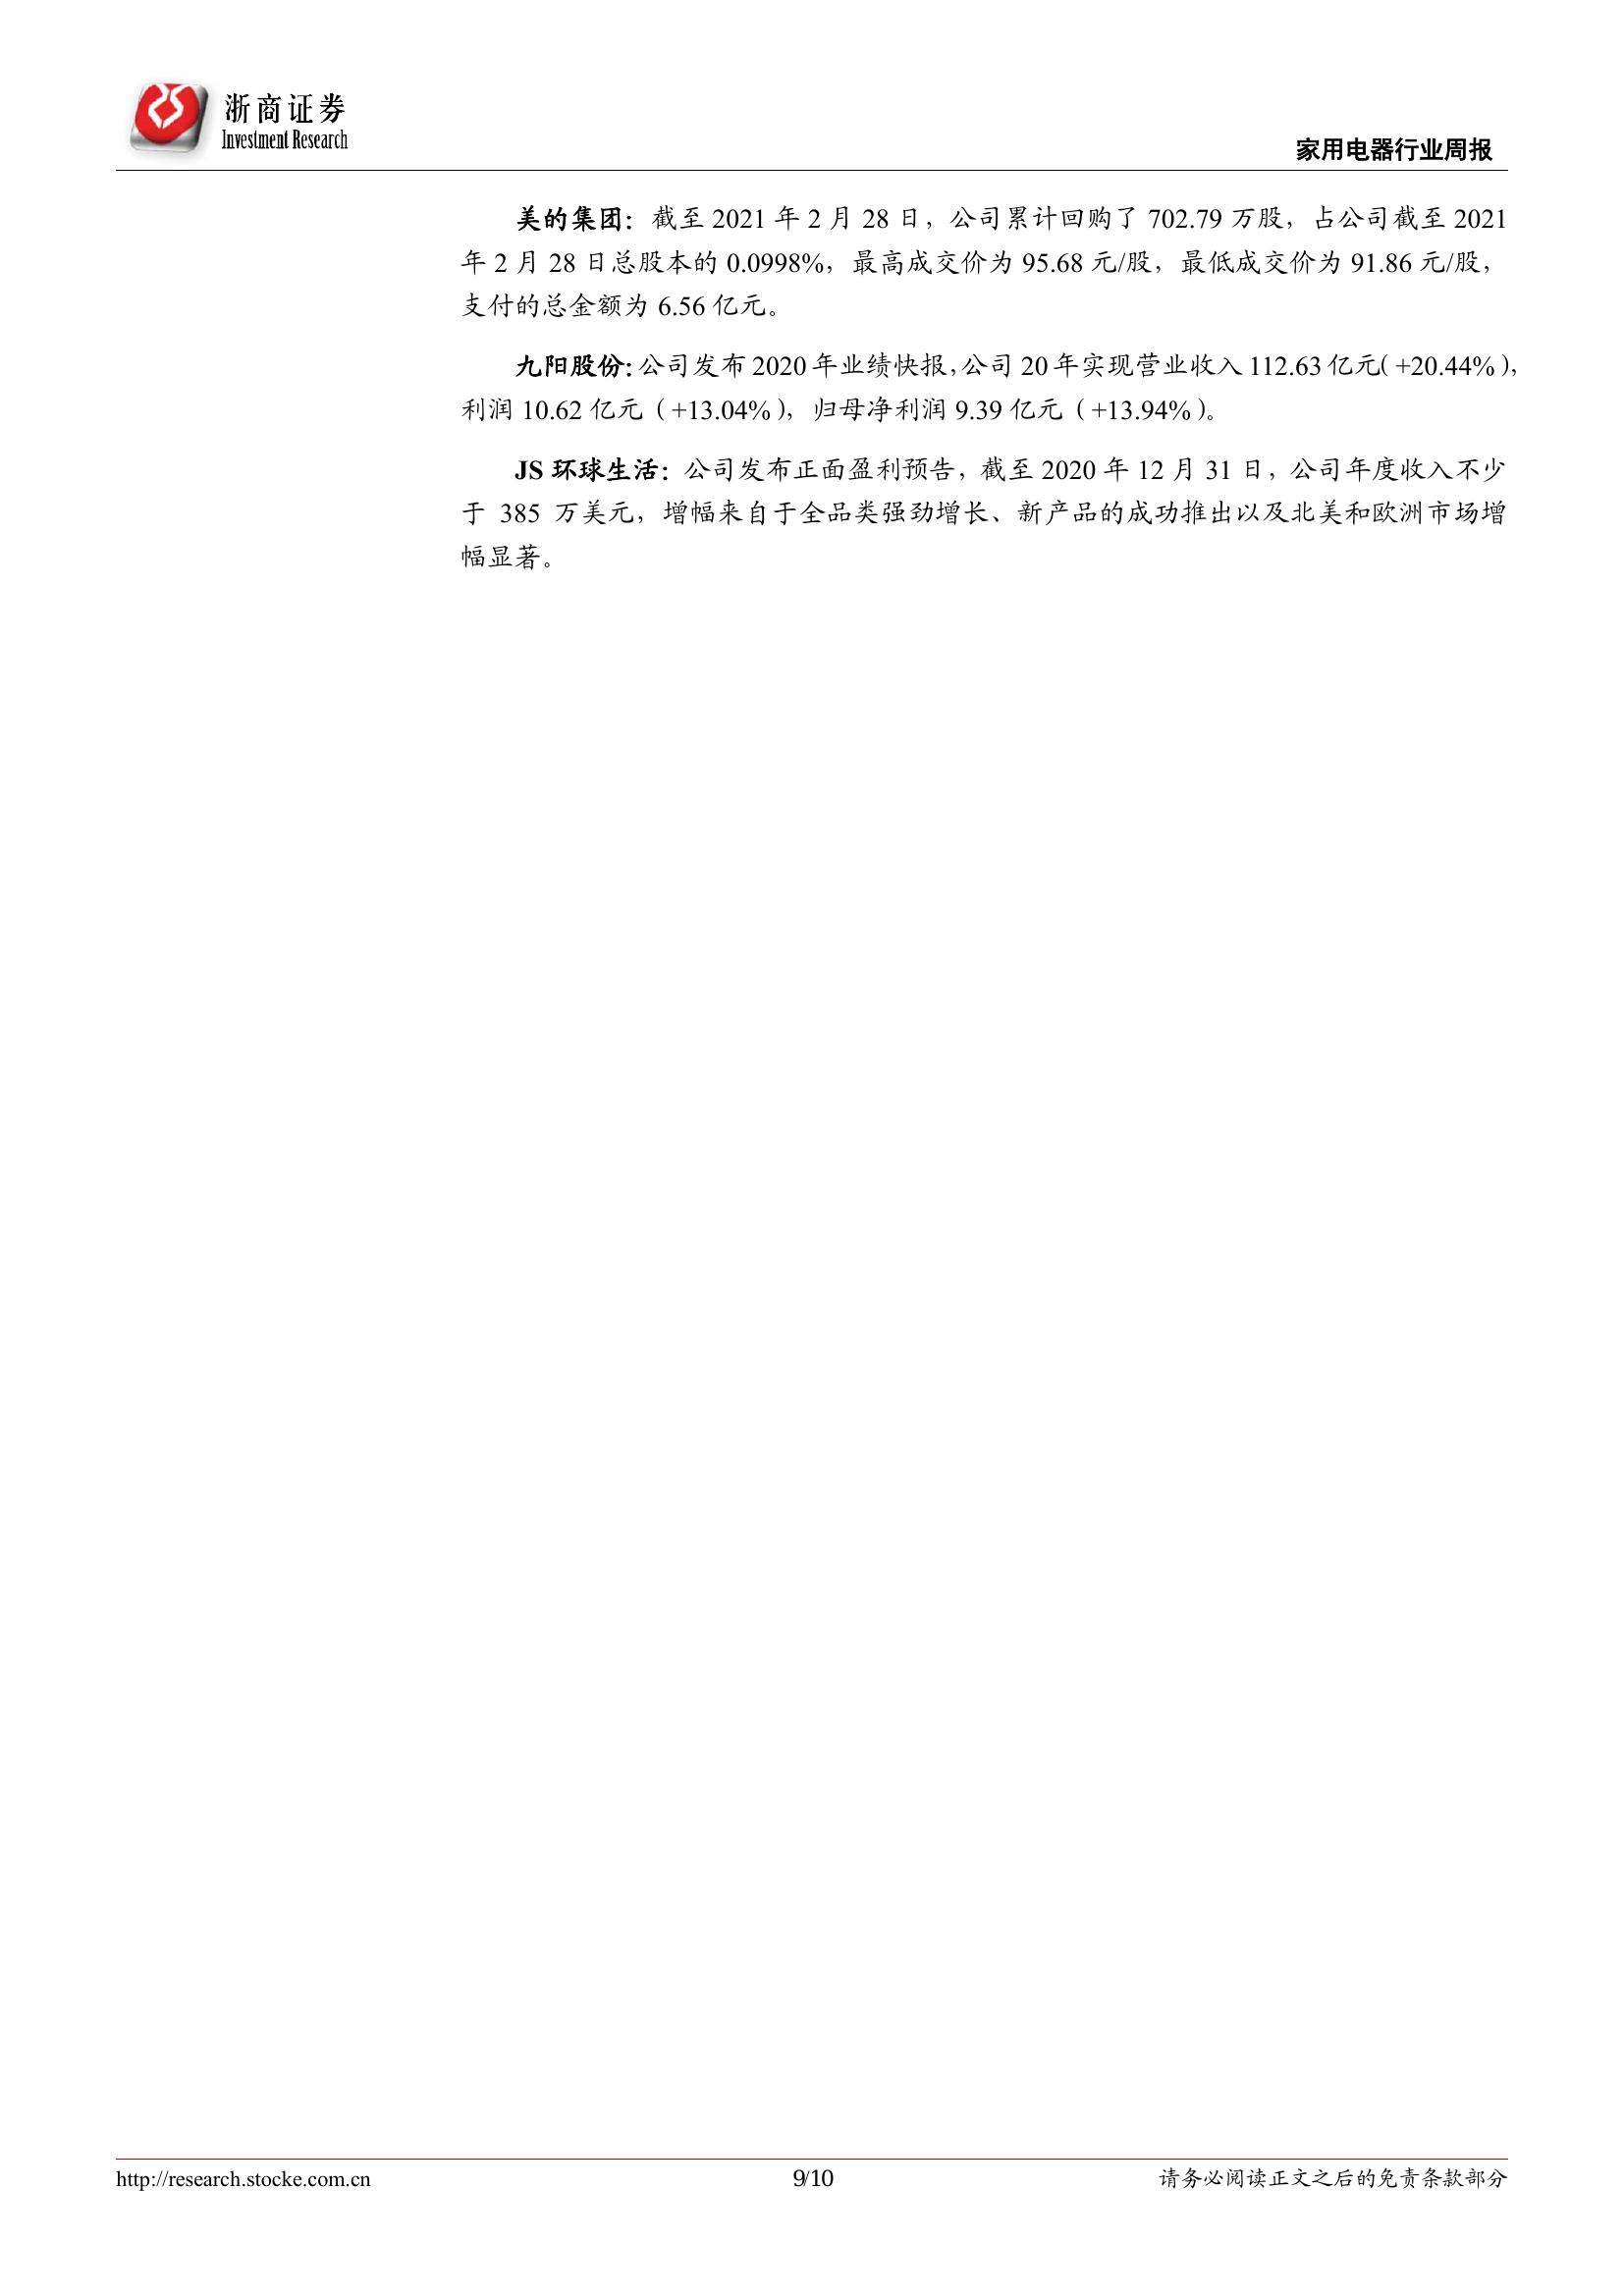 浙商证券
Investment Research
家用电器行业周报
美的集团：截至 2021 年 2 月 28 日，公司累计回购了 702.79 万股，占公司截至 2021
年 2 月 28 日总股本的 0.0998%，最高成交价为 95.68 元/股，最低成交价为 91.86 元/股，
支付的总金额为 6.56 亿元。
九阳股份：公司发布 2020 年业绩快报，公司 20 年实现营业收入 112.63 亿元（+20.44%），
利润 10.62 亿元（+13.04%），归母净利润 9.39 亿元（+13.94%）。
JS 环球生活：公司发布正面盈利预告，截至 2020 年 12 月 31 日，公司年度收入不少
于 385 万美元，增幅来自于全品类强劲增长、新产品的成功推出以及北美和欧洲市场增
幅显著。
http://research.stocke.com.cn
9/10
请务必阅读正文之后的免责条款部分